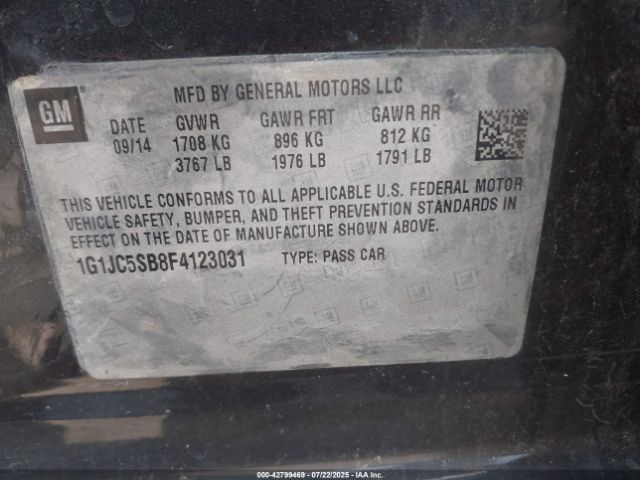 GM
MFD BY GENERAL MOTORS LLC
DATE GVWR GAWR FRT GAWR RR
09/14 1708 KG 896 KG 812 KG
3767 LB 1976 LB 1791 LB
THIS VEHICLE CONFORMS TO ALL APPLICABLE U.S. FEDERAL MOTOR
VEHICLE SAFETY, BUMPER, AND THEFT PREVENTION STANDARDS IN
EFFECT ON THE DATE OF MANUFACTURE SHOWN ABOVE.
1G1JC5SB8F4123031 TYPE: PASS CAR
000-42799469 - 07/22/2025 - IAAI.COM